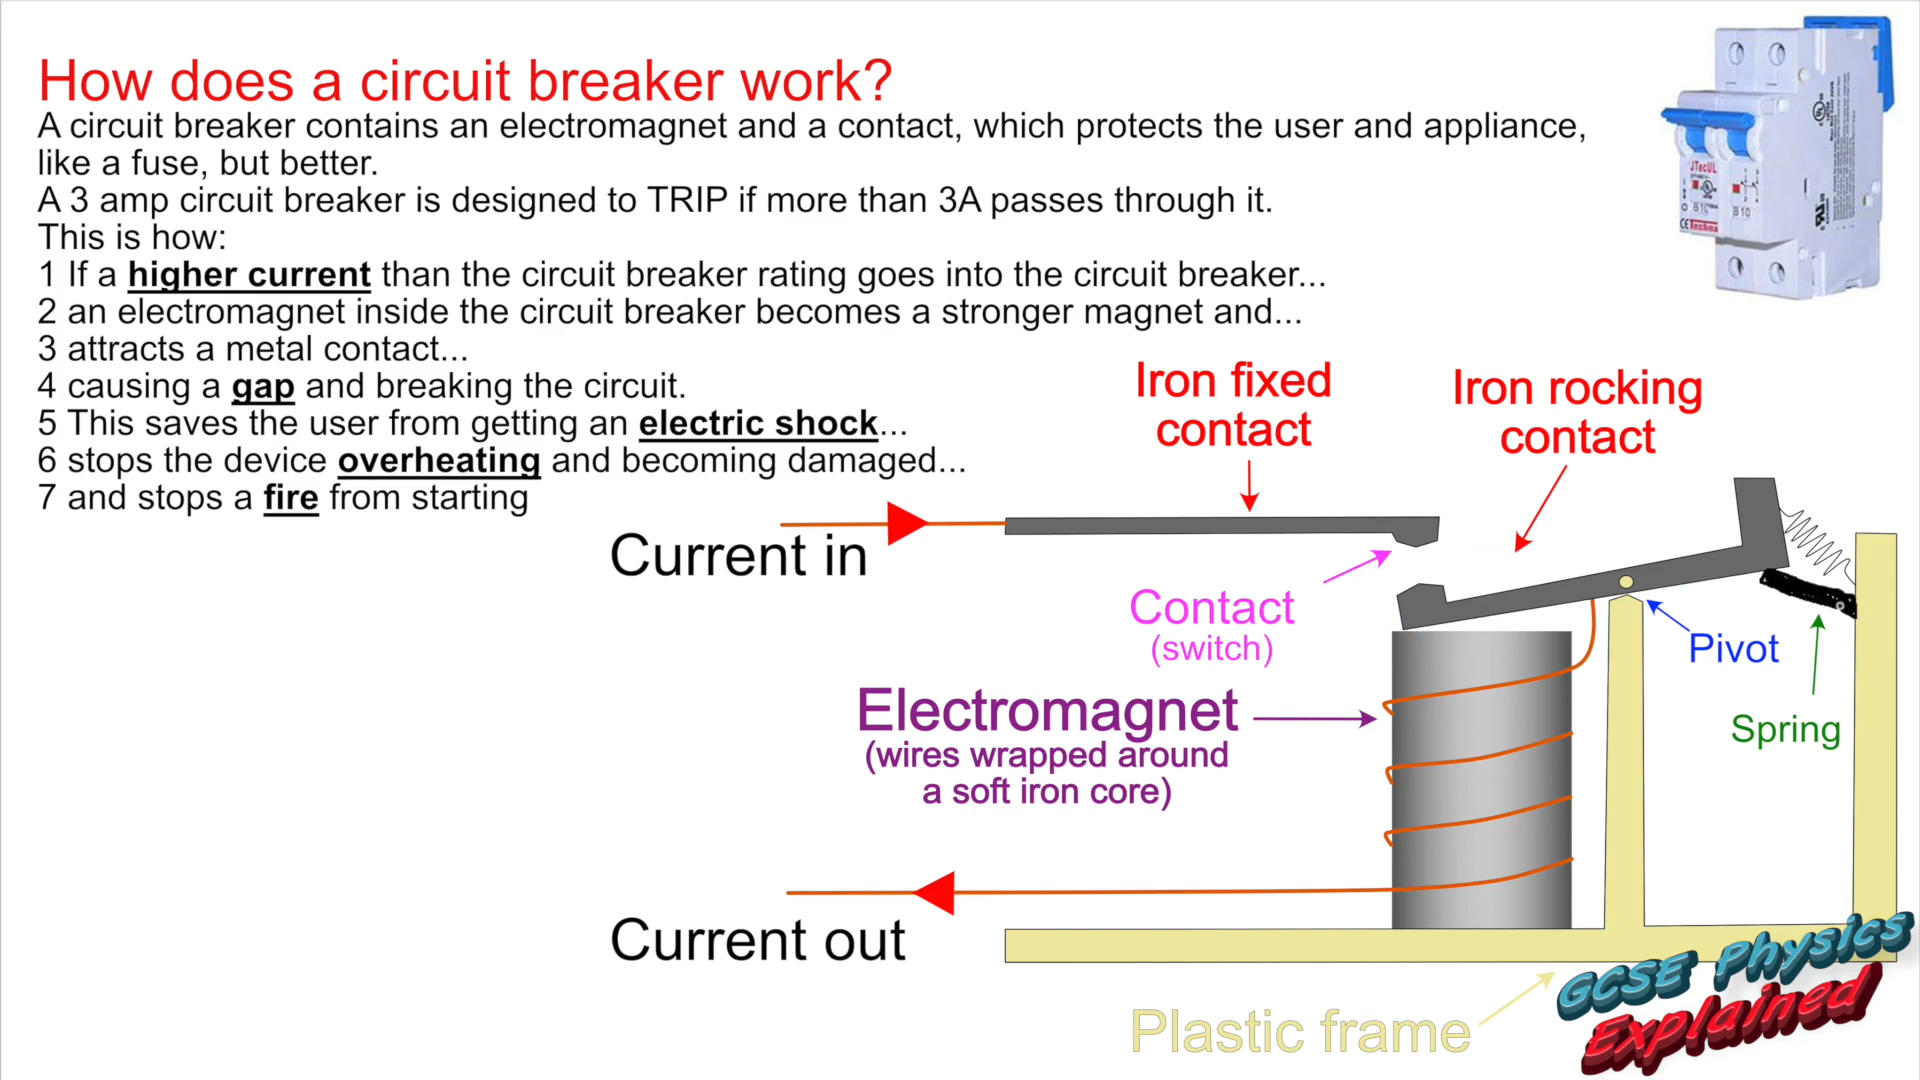 How does a circuit breaker work?
A circuit breaker contains an electromagnet and a contact, which protects the user and appliance,
like a fuse, but better.
A 3 amp circuit breaker is designed to TRIP if more than 3A passes through it.
This is how:
1 If a higher current than the circuit breaker rating goes into the circuit breaker...
2 an electromagnet inside the circuit breaker becomes a stronger magnet and...
3 attracts a metal contact...
4 causing a gap and breaking the circuit.
5 This saves the user from getting an electric shock...
6 stops the device overheating and becoming damaged...
7 and stops a fire from starting
JTecUL
B 10
Iron fixed
contact
Iron rocking
contact
Current in
Contact
(switch)
Pivot
Electromagnet
(wires wrapped around
a soft iron core)
Spring
Current out
Plastic frame
GCSE Physics
Explained